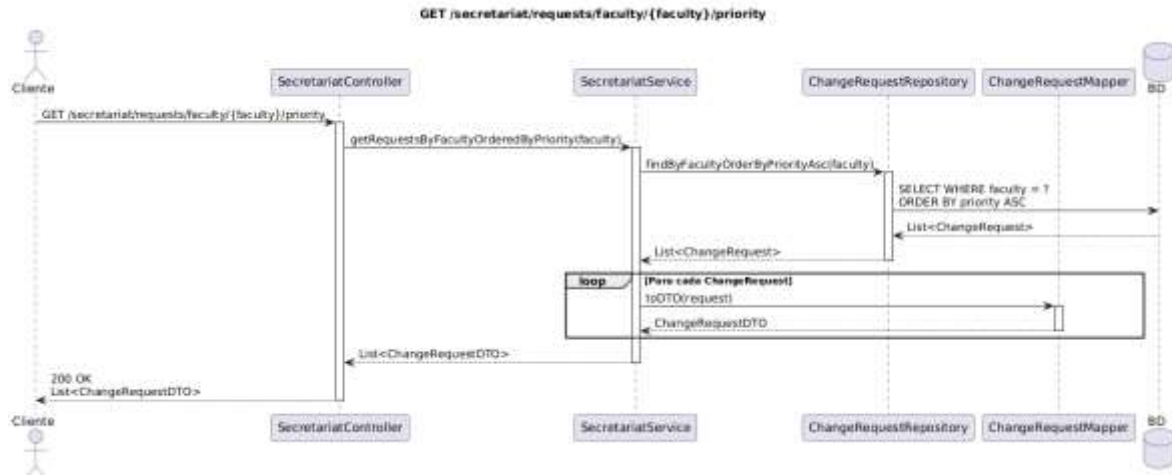 GET /secretariat/requests/faculty/{faculty}/priority
Cliente
SecretariatController
SecretariatService
ChangeRequestRepository
ChangeRequestMapper
BD
GET /secretariat/requests/faculty/{faculty}/priority
getRequestsByFacultyOrderedByPriority(faculty)
findByFacultyOrderByPriorityAsc(faculty)
SELECT WHERE faculty = ?
ORDER BY priority ASC
List<ChangeRequest>
List<ChangeRequest>
loop [Para cada ChangeRequest]
toDTO(request)
ChangeRequestDTO
List<ChangeRequestDTO>
200 OK
List<ChangeRequestDTO>
Cliente
SecretariatController
SecretariatService
ChangeRequestRepository
ChangeRequestMapper
BD